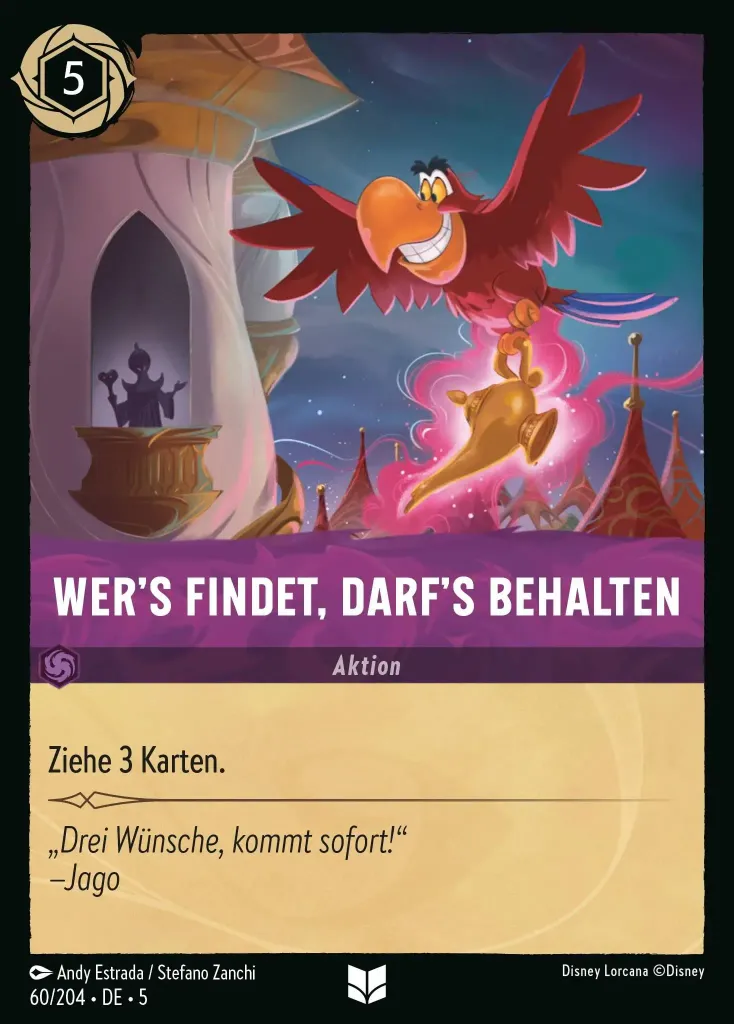 5
WER’S FINDET, DARF’S BEHALTEN
Aktion
Ziehe 3 Karten.
„Drei Wünsche, kommt sofort!“
–Jago
Andy Estrada / Stefano Zanchi
Disney Lorcana ©Disney
60/204 • DE • 5